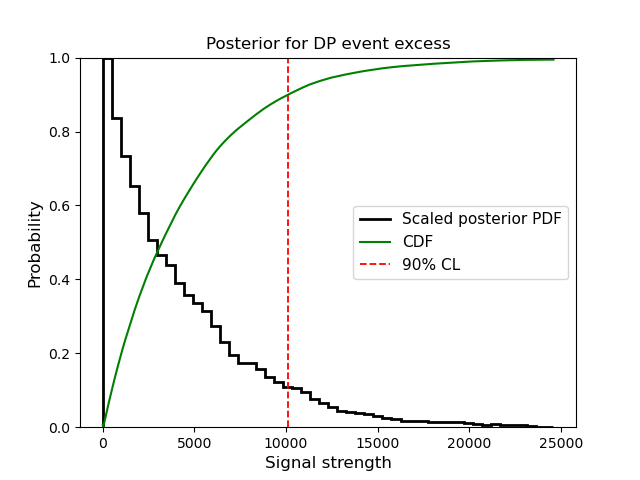 Posterior for DP event excess
1.0
0.8
0.6
0.4
0.2
0.0
Probability
Scaled posterior PDF
CDF
90% CL
0
5000
10000
15000
20000
25000
Signal strength